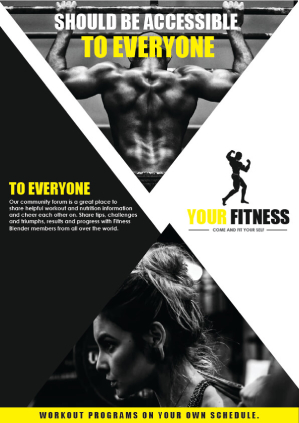 SHOULD BE ACCESSIBLE
TO EVERYONE
TO EVERYONE
Our community forum is a great place to
share helpful workout and nutrition information
and cheer each other on. Share tips, challenges
and triumphs, results and progress with Fitness
Blender members from all over the world.
YOUR FITNESS
COME AND FIT YOUR SELF
WORKOUT PROGRAMS ON YOUR OWN SCHEDULE.